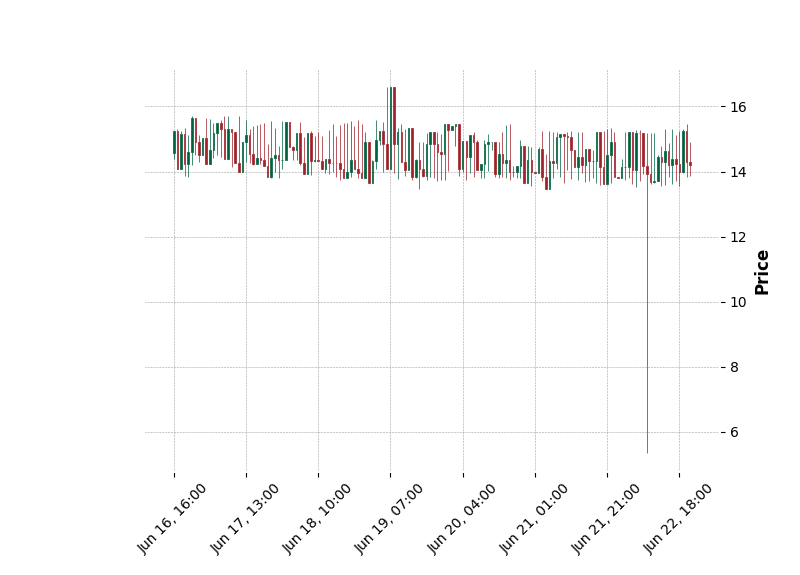 16
14
12
10
8
6
Price
Jun 16, 16:00
Jun 17, 13:00
Jun 18, 10:00
Jun 19, 07:00
Jun 20, 04:00
Jun 21, 01:00
Jun 21, 21:00
Jun 22, 18:00